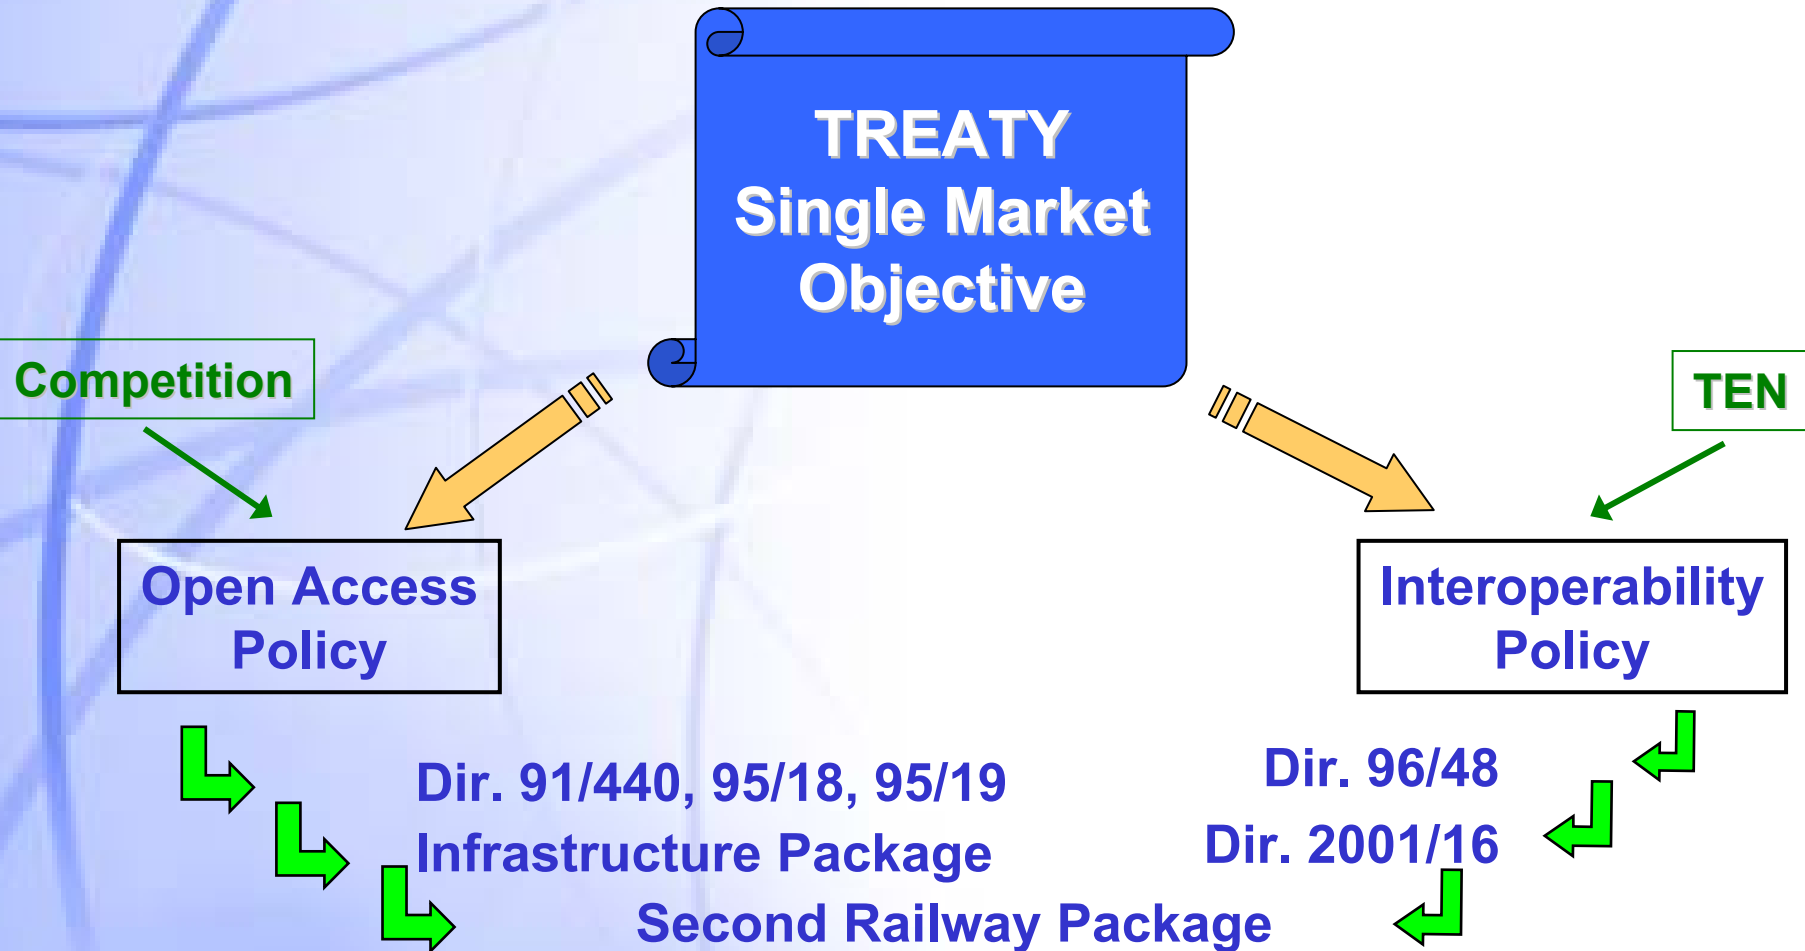 TREATY
Single Market
Objective
Competition
TEN
Open Access
Policy
Interoperability
Policy
Dir. 91/440, 95/18, 95/19
Infrastructure Package
Dir. 96/48
Dir. 2001/16
Second Railway Package